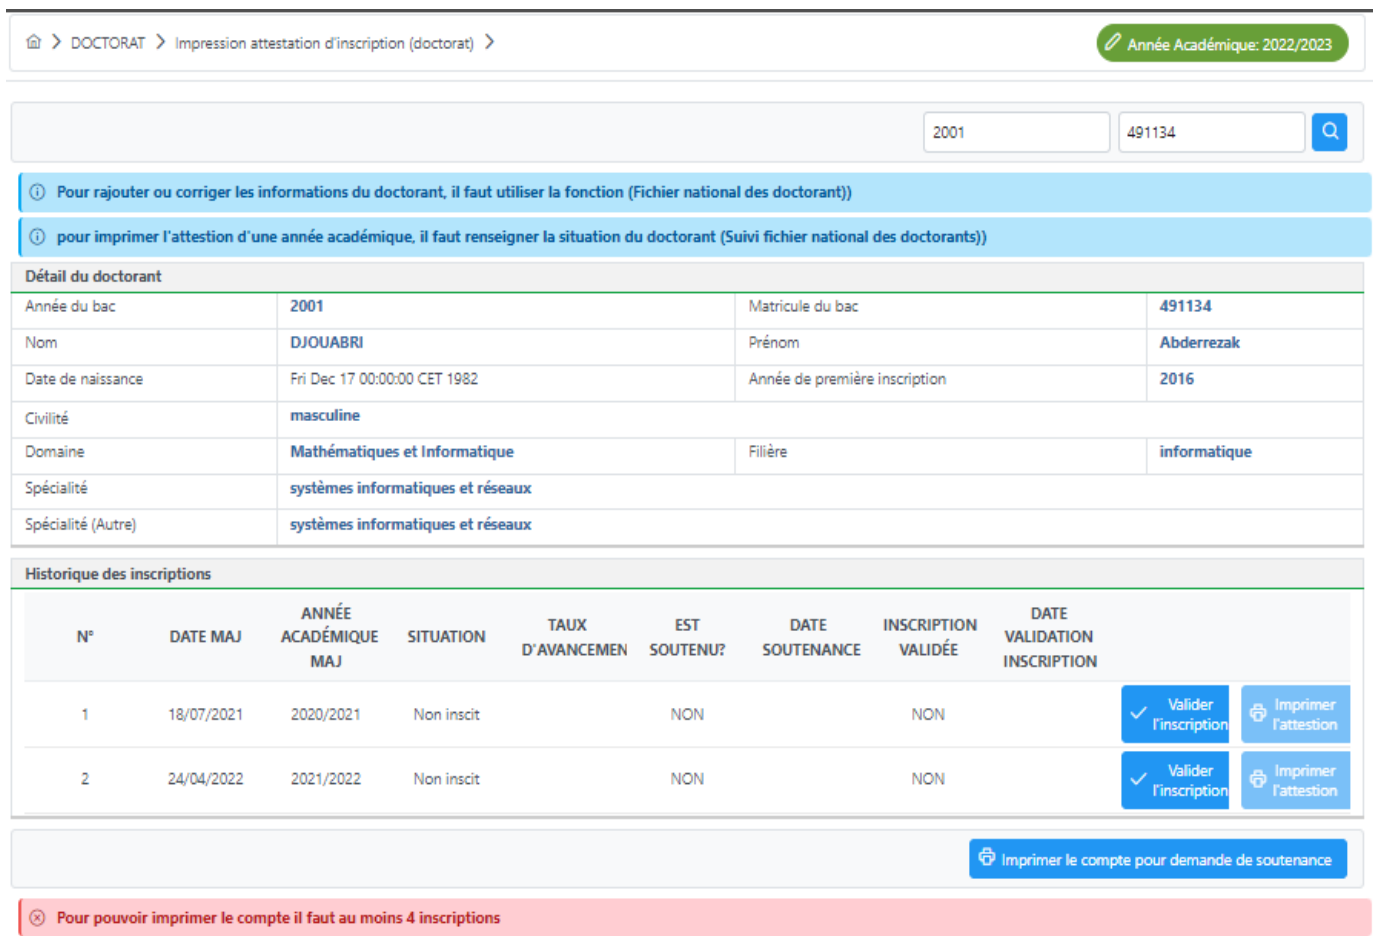 DOCTORAT > Impression attestation d'inscription (doctorat) >
Année Académique: 2022/2023
2001 491134
Pour rajouter ou corriger les informations du doctorant, il faut utiliser la fonction (Fichier national des doctorant))
pour imprimer l'attestion d'une année académique, il faut renseigner la situation du doctorant (Suivi fichier national des doctorants))
Détail du doctorant
Année du bac 2001 Matricule du bac 491134
Nom DJOUABRI Prénom Abderrezak
Date de naissance Fri Dec 17 00:00:00 CET 1982 Année de première inscription 2016
Civilité masculine
Domaine Mathématiques et Informatique Filière informatique
Spécialité systèmes informatiques et réseaux
Spécialité (Autre) systèmes informatiques et réseaux
Historique des inscriptions
N° DATE MAJ ANNÉE ACADÉMIQUE MAJ SITUATION TAUX D'AVANCEMEN EST SOUTENU? DATE SOUTENANCE INSCRIPTION VALIDÉE DATE VALIDATION INSCRIPTION
1 18/07/2021 2020/2021 Non inscit NON NON Valider l'inscription Imprimer l'attestion
2 24/04/2022 2021/2022 Non inscit NON NON Valider l'inscription Imprimer l'attestion
Imprimer le compte pour demande de soutenance
Pour pouvoir imprimer le compte il faut au moins 4 inscriptions